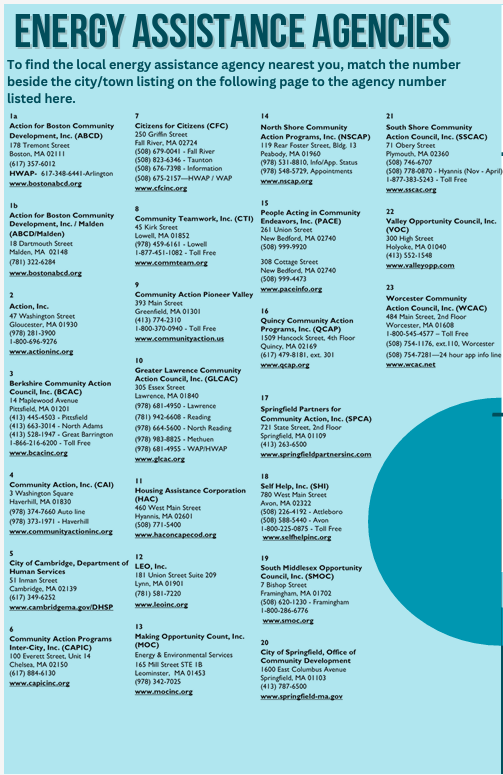 ENERGY ASSISTANCE AGENCIES
To find the local energy assistance agency nearest you, match the number
beside the city/town listing on the following page to the agency number
listed here.
1a
Action for Boston Community
Development, Inc. (ABCD)
178 Tremont Street
Boston, MA 02111
(617) 357-6012
HWAP- 617-348-6441-Arlington
www.bostonabcd.org
1b
Action for Boston Community
Development, Inc. / Malden
(ABCD/Malden)
18 Dartmouth Street
Malden, MA 02148
(781) 322-6284
www.bostonabcd.org
2
Action, Inc.
47 Washington Street
Gloucester, MA 01930
(978) 281-3900
1-800-696-9276
www.actioninc.org
3
Berkshire Community Action
Council, Inc. (BCAC)
14 Maplewood Avenue
Pittsfield, MA 01201
(413) 445-4503 - Pittsfield
(413) 663-3014 - North Adams
(413) 528-1947 - Great Barrington
1-866-216-6200 - Toll Free
www.bcacinc.org
4
Community Action, Inc. (CAI)
3 Washington Square
Haverhill, MA 01830
(978) 374-7660 Auto line
(978) 373-1971 - Haverhill
www.communityactioninc.org
5
City of Cambridge, Department of
Human Services
51 Inman Street
Cambridge, MA 02139
(617) 349-6252
www.cambridgema.gov/DHSP
6
Community Action Programs
Inter-City, Inc. (CAPIC)
100 Everett Street, Unit 14
Chelsea, MA 02150
(617) 884-6130
www.capicinc.org
7
Citizens for Citizens (CFC)
250 Griffin Street
Fall River, MA 02724
(508) 679-0041 - Fall River
(508) 823-6346 - Taunton
(508) 676-7398 - Information
(508) 675-2157—HWAP / WAP
www.cfcinc.org
8
Community Teamwork, Inc. (CTI)
45 Kirk Street
Lowell, MA 01852
(978) 459-6161 - Lowell
1-877-451-1082 - Toll Free
www.commteam.org
9
Community Action Pioneer Valley
393 Main Street
Greenfield, MA 01301
(413) 774-2310
1-800-370-0940 - Toll Free
www.communityaction.us
10
Greater Lawrence Community
Action Council, Inc. (GLCAC)
305 Essex Street
Lawrence, MA 01840
(978) 681-4950 - Lawrence
(781) 942-6608 - Reading
(978) 664-5600 - North Reading
(978) 983-8825 - Methuen
(978) 681-4955 - WAP/HWAP
www.glcac.org
11
Housing Assistance Corporation
(HAC)
460 West Main Street
Hyannis, MA 02601
(508) 771-5400
www.haconcapecod.org
12
LEO, Inc.
181 Union Street Suite 209
Lynn, MA 01901
(781) 581-7220
www.leoinc.org
13
Making Opportunity Count, Inc.
(MOC)
Energy & Environmental Services
165 Mill Street STE 1B
Leominster, MA 01453
(978) 342-7025
www.mocinc.org
14
North Shore Community
Action Programs, Inc. (NSCAP)
119 Rear Foster Street, Bldg. 13
Peabody, MA 01960
(978) 531-8810, Info/App. Status
(978) 548-5729, Appointments
www.nscap.org
15
People Acting in Community
Endeavors, Inc. (PACE)
261 Union Street
New Bedford, MA 02740
(508) 999-9920
308 Cottage Street
New Bedford, MA 02740
(508) 999-4473
www.paceinfo.org
16
Quincy Community Action
Programs, Inc. (QCAP)
1509 Hancock Street, 4th Floor
Quincy, MA 02169
(617) 479-8181, ext. 301
www.qcap.org
17
Springfield Partners for
Community Action, Inc. (SPCA)
721 State Street, 2nd Floor
Springfield, MA 01109
(413) 263-6500
www.springfieldpartnersinc.com
18
Self Help, Inc. (SHI)
780 West Main Street
Avon, MA 02322
(508) 226-4192 - Attleboro
(508) 588-5440 - Avon
1-800-225-0875 - Toll Free
www.selfhelpinc.org
19
South Middlesex Opportunity
Council, Inc. (SMOC)
7 Bishop Street
Framingham, MA 01702
(508) 620-1230 - Framingham
1-800-286-6776
www.smoc.org
20
City of Springfield, Office of
Community Development
1600 East Columbus Avenue
Springfield, MA 01103
(413) 787-6500
www.springfield-ma.gov
21
South Shore Community
Action Council, Inc. (SSCAC)
71 Obery Street
Plymouth, MA 02360
(508) 746-6707
(508) 778-0870 - Hyannis (Nov - April)
1-877-383-5243 - Toll Free
www.sscac.org
22
Valley Opportunity Council, Inc.
(VOC)
300 High Street
Holyoke, MA 01040
(413) 552-1548
www.valleyopp.com
23
Worcester Community
Action Council, Inc. (WCAC)
484 Main Street, 2nd Floor
Worcester, MA 01608
1-800-545-4577 – Toll Free
(508) 754-1176, ext.110, Worcester
(508) 754-7281—24 hour app info line
www.wcac.net